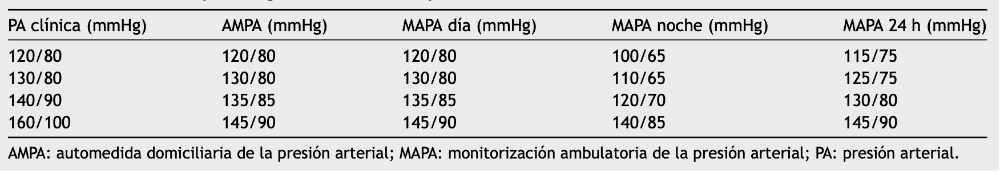 PA clínica (mmHg) AMPA (mmHg) MAPA día (mmHg) MAPA noche (mmHg) MAPA 24 h (mmHg)
120/80 120/80 120/80 100/65 115/75
130/80 130/80 130/80 110/65 125/75
140/90 135/85 135/85 120/70 130/80
160/100 145/90 145/90 140/85 145/90
AMPA: automedida domiciliaria de la presión arterial; MAPA: monitorización ambulatoria de la presión arterial; PA: presión arterial.